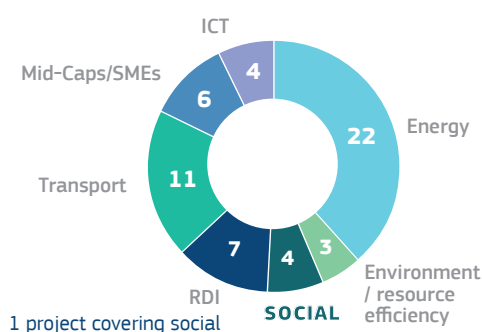 ICT
4
Mid-Caps/SMEs
6
22
Energy
11
Transport
7
4
3
RDI
SOCIAL
Environment
/ resource
efficiency
1 project covering social